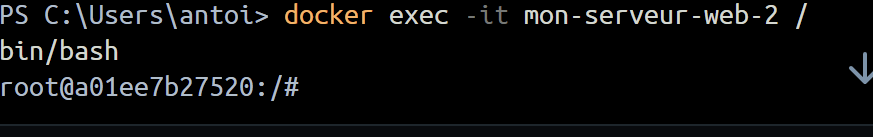 PS C:\Users\antoi> docker exec -it mon-serveur-web-2 /
bin/bash
root@a01ee7b27520:/#